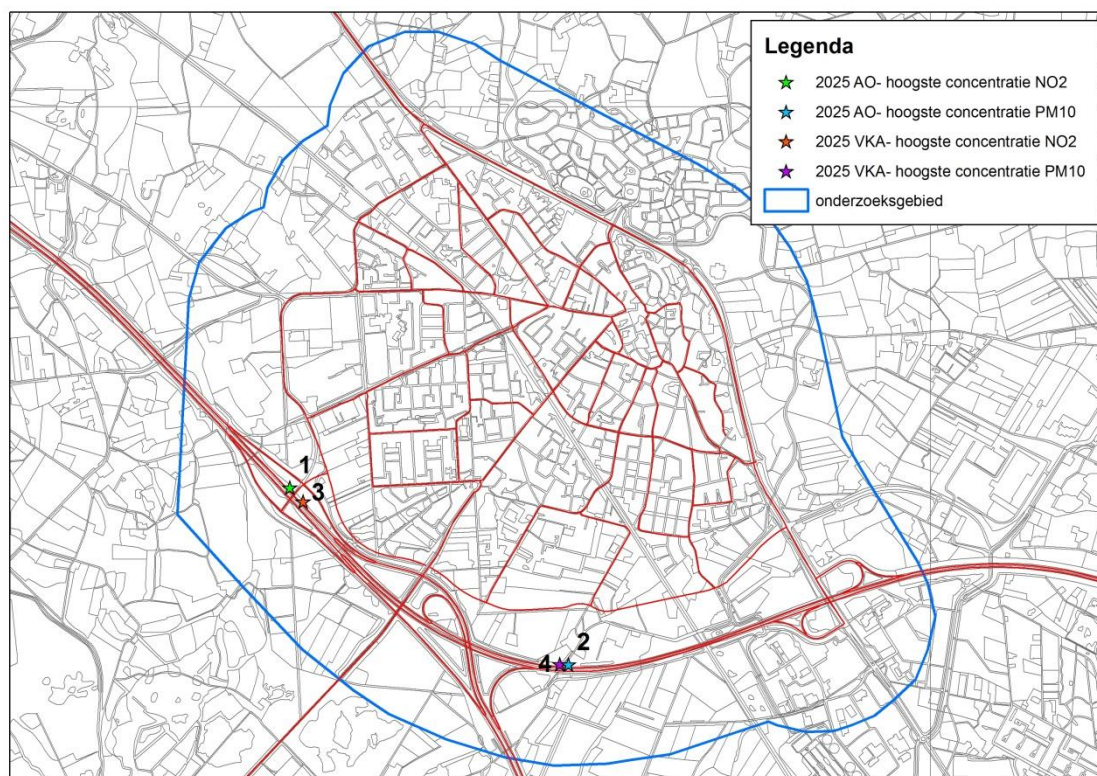 Legenda
2025 AO- hoogste concentratie NO2
2025 AO- hoogste concentratie PM10
2025 VKA- hoogste concentratie NO2
2025 VKA- hoogste concentratie PM10
onderzoeksgebied
1
3
2
4